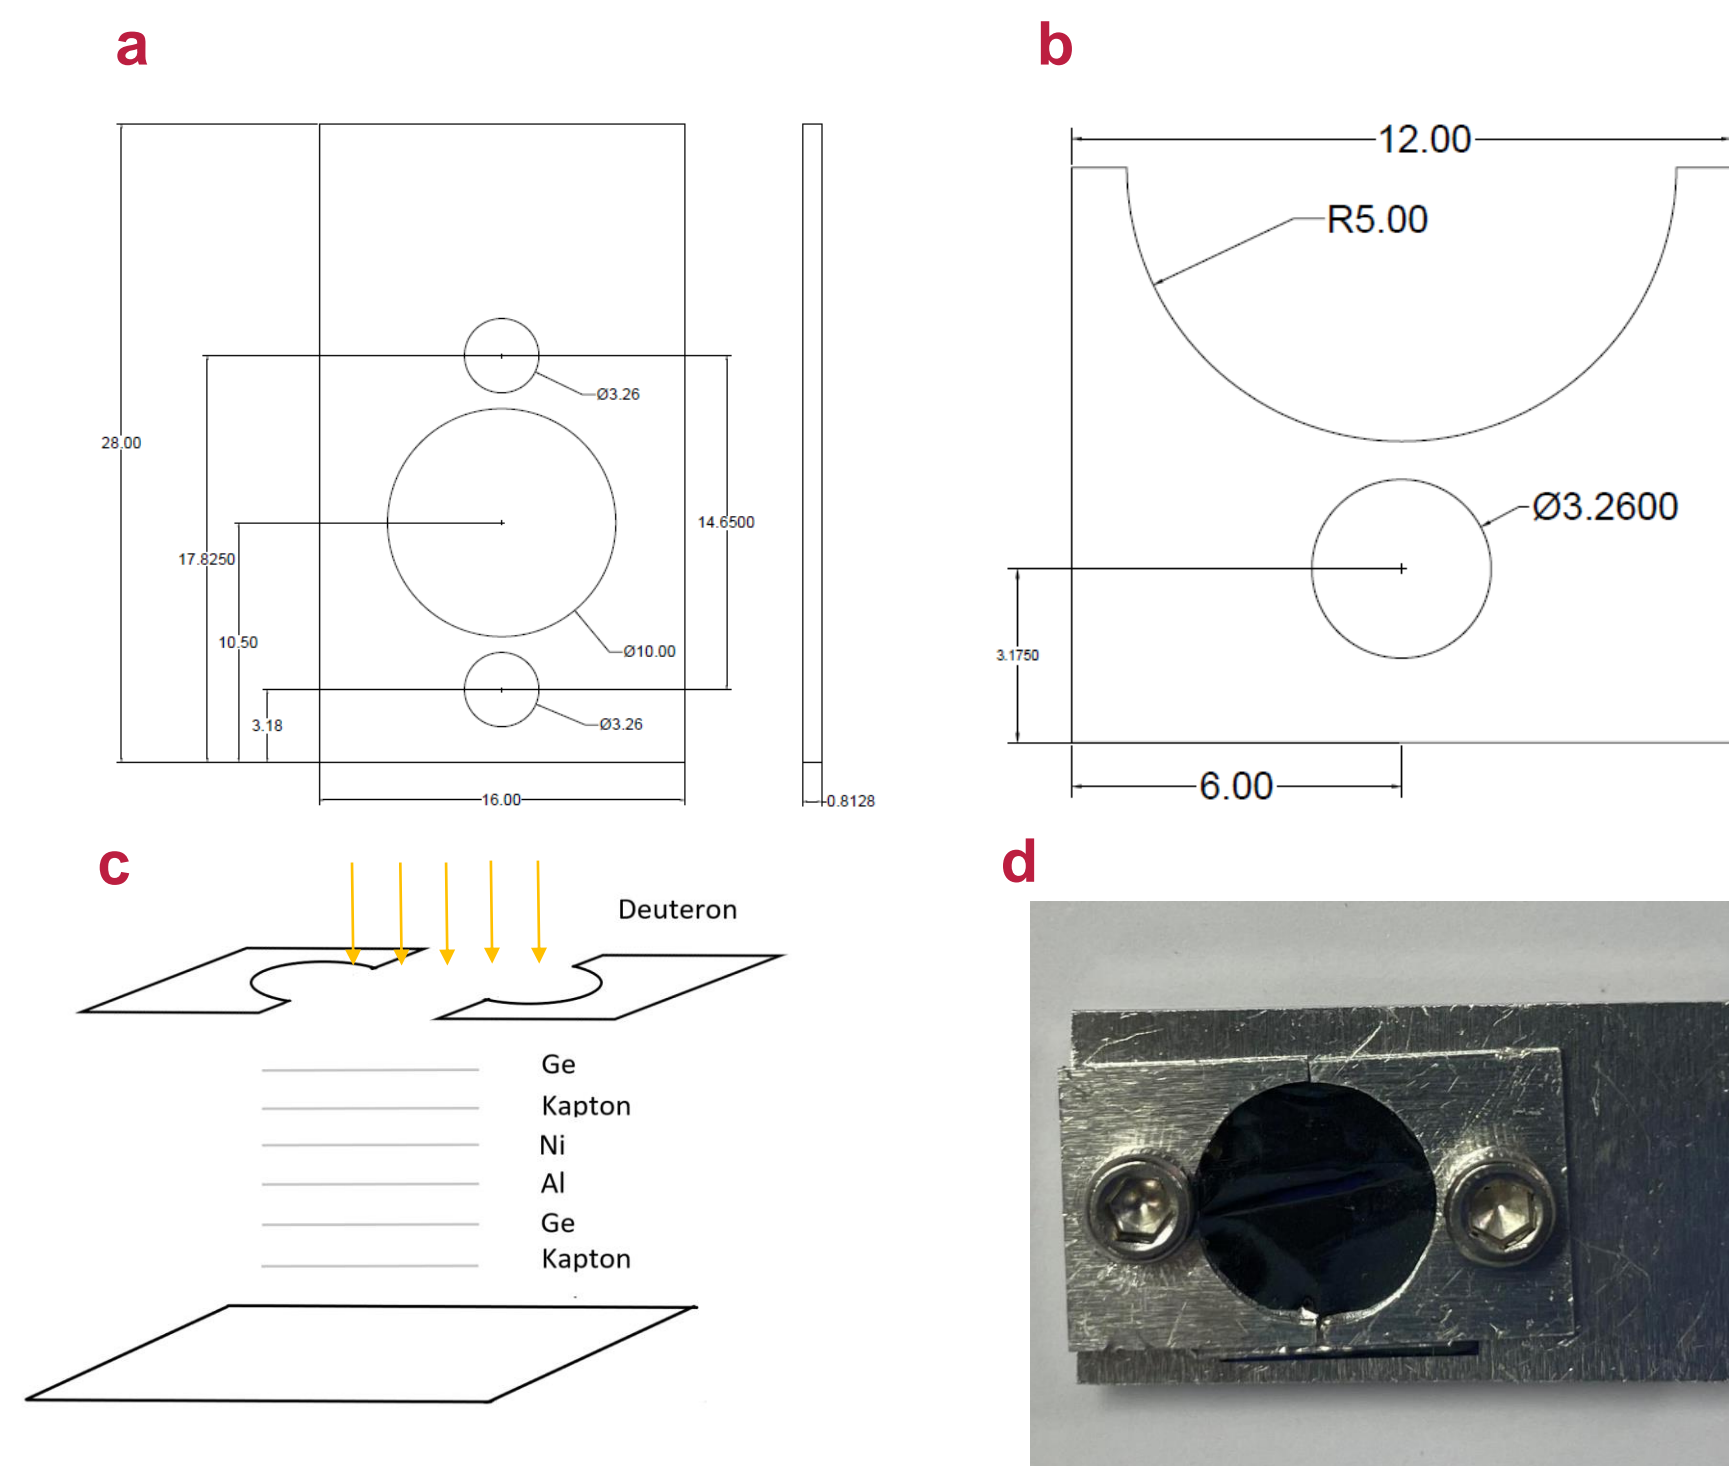 a
28.00
17.8250
10.50
3.18
Ø3.26
14.6500
Ø10.00
Ø3.26
16.00
0.8128
b
12.00
R5.00
Ø3.2600
3.1750
6.00
c
Deuteron
Ge
Kapton
Ni
Al
Ge
Kapton
d